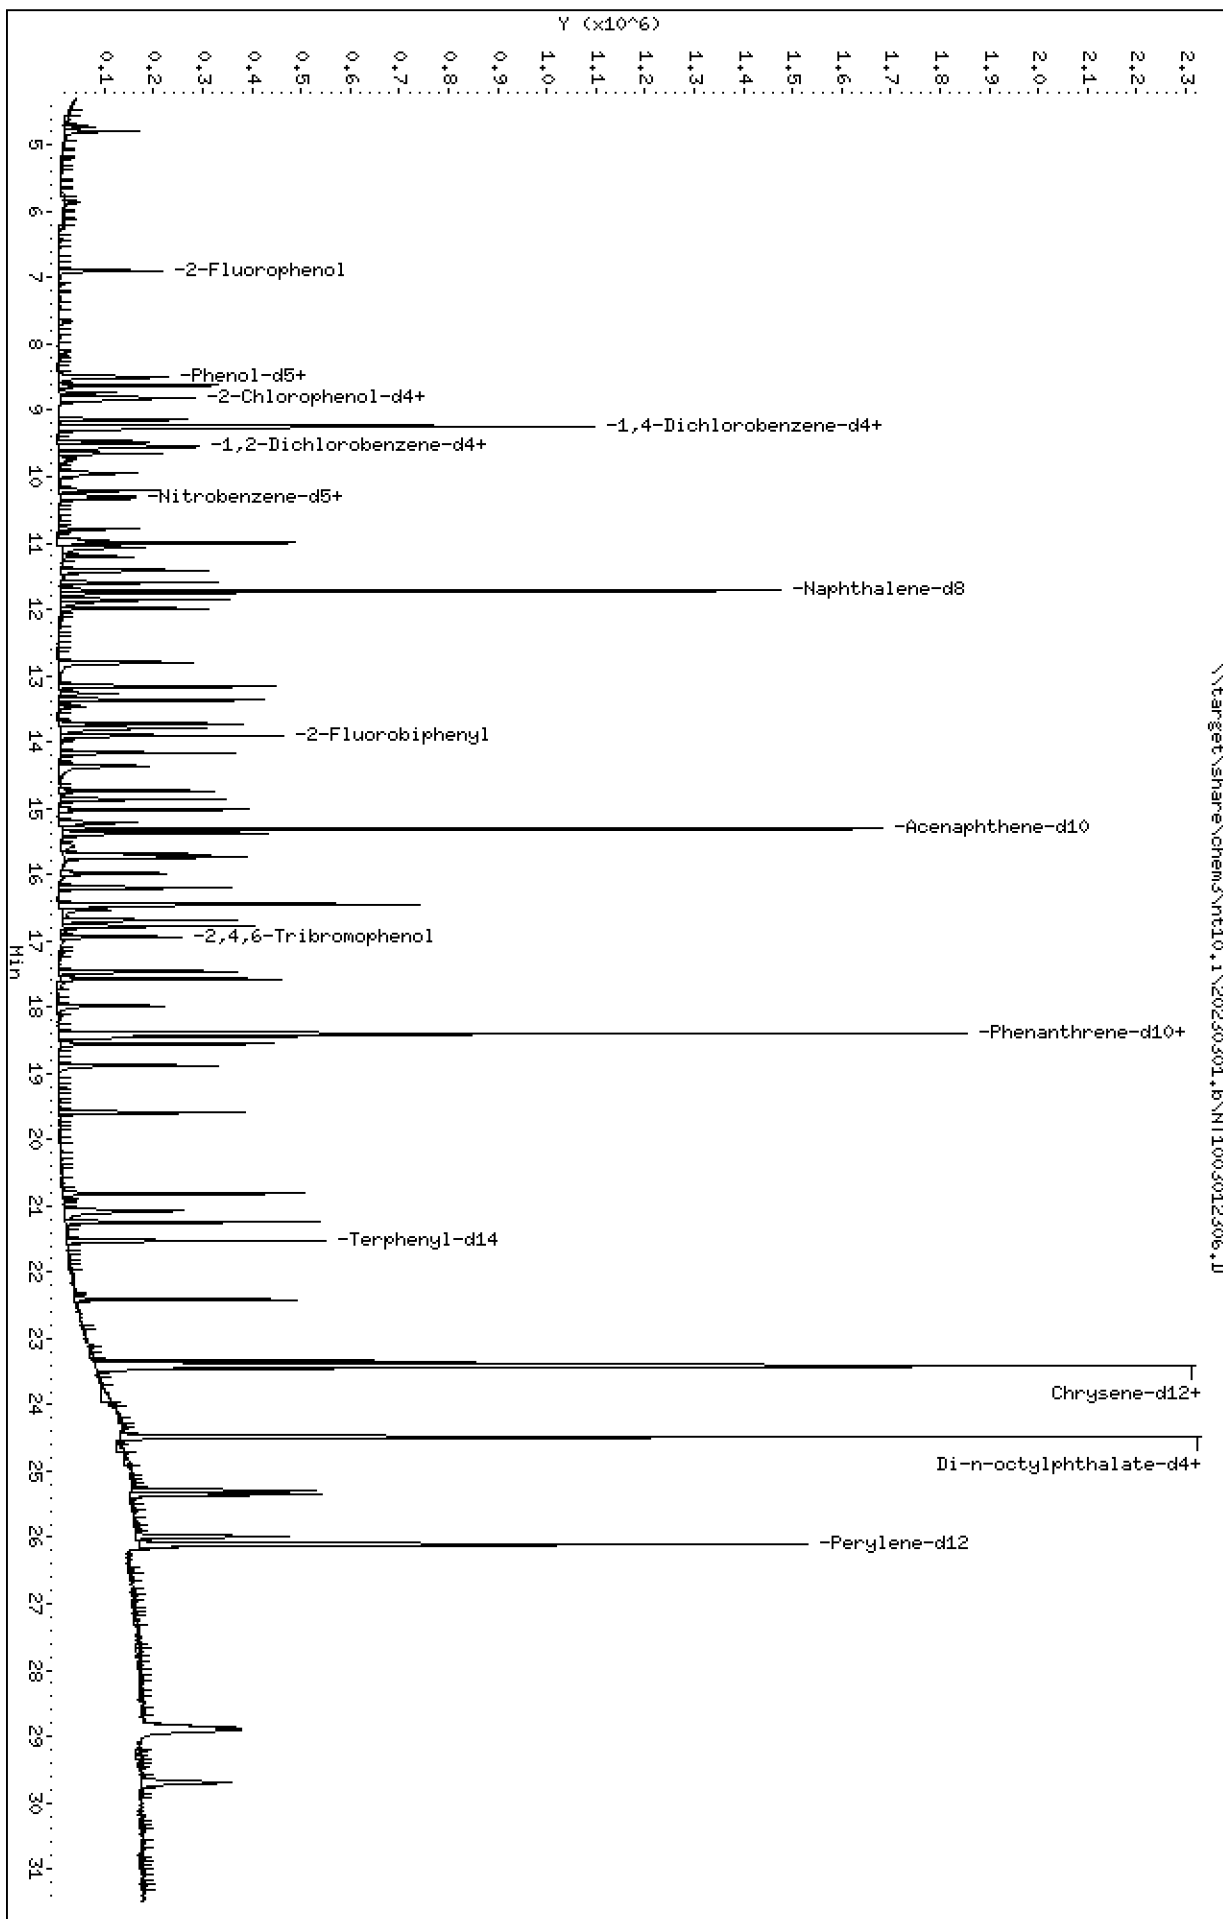 Y (x10^6)
0.1
0.2
0.3
0.4
0.5
0.6
0.7
0.8
0.9
1.0
1.1
1.2
1.3
1.4
1.5
1.6
1.7
1.8
1.9
2.0
2.1
2.2
2.3
\\target\share\chem3\nt10.i\20230301.b\NT1003012306.D
-2-Fluorophenol
-Phenol-d5+
-2-Chlorophenol-d4+
-1,4-Dichlorobenzene-d4+
-1,2-Dichlorobenzene-d4+
-Nitrobenzene-d5+
-Naphthalene-d8
-2-Fluorobiphenyl
-Acenaphthene-d10
-2,4,6-Tribromophenol
-Phenanthrene-d10+
-Terphenyl-d14
Chrysene-d12+
Di-n-octylphthalate-d4+
-Perylene-d12
5
6
7
8
9
10
11
12
13
14
15
16
17
18
19
20
21
22
23
24
25
26
27
28
29
30
31
Min